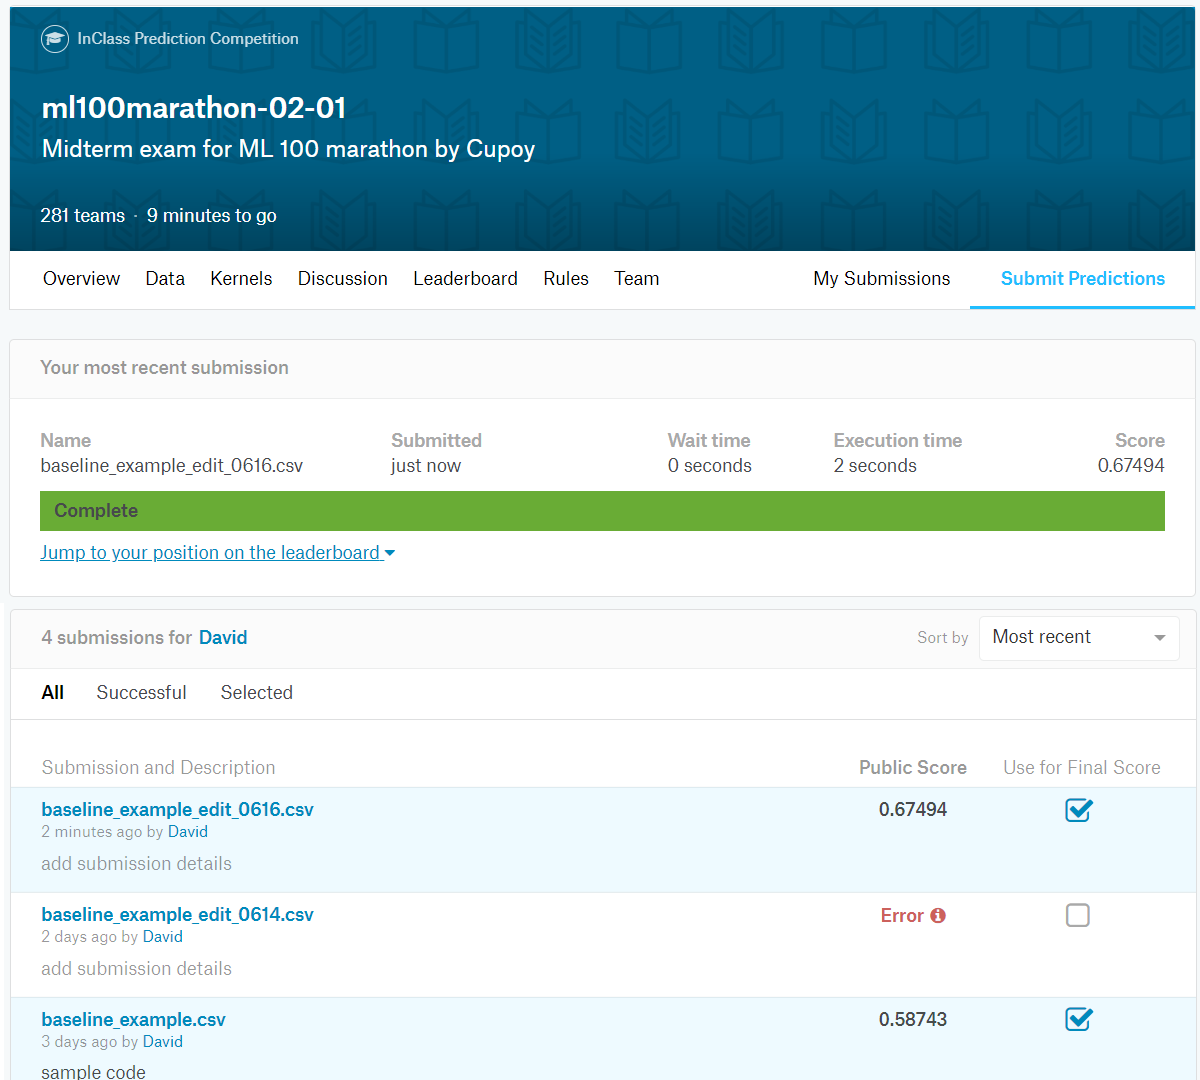 InClass Prediction Competition
ml100marathon-02-01
Midterm exam for ML 100 marathon by Cupoy
281 teams · 9 minutes to go
Overview Data Kernels Discussion Leaderboard Rules Team My Submissions Submit Predictions
Your most recent submission
Name Submitted Wait time Execution time Score
baseline_example_edit_0616.csv just now 0 seconds 2 seconds 0.67494
Complete
Jump to your position on the leaderboard
4 submissions for David Sort by Most recent
All Successful Selected
Submission and Description Public Score Use for Final Score
baseline_example_edit_0616.csv 0.67494
2 minutes ago by David
add submission details
baseline_example_edit_0614.csv Error
2 days ago by David
add submission details
baseline_example.csv 0.58743
3 days ago by David
sample code